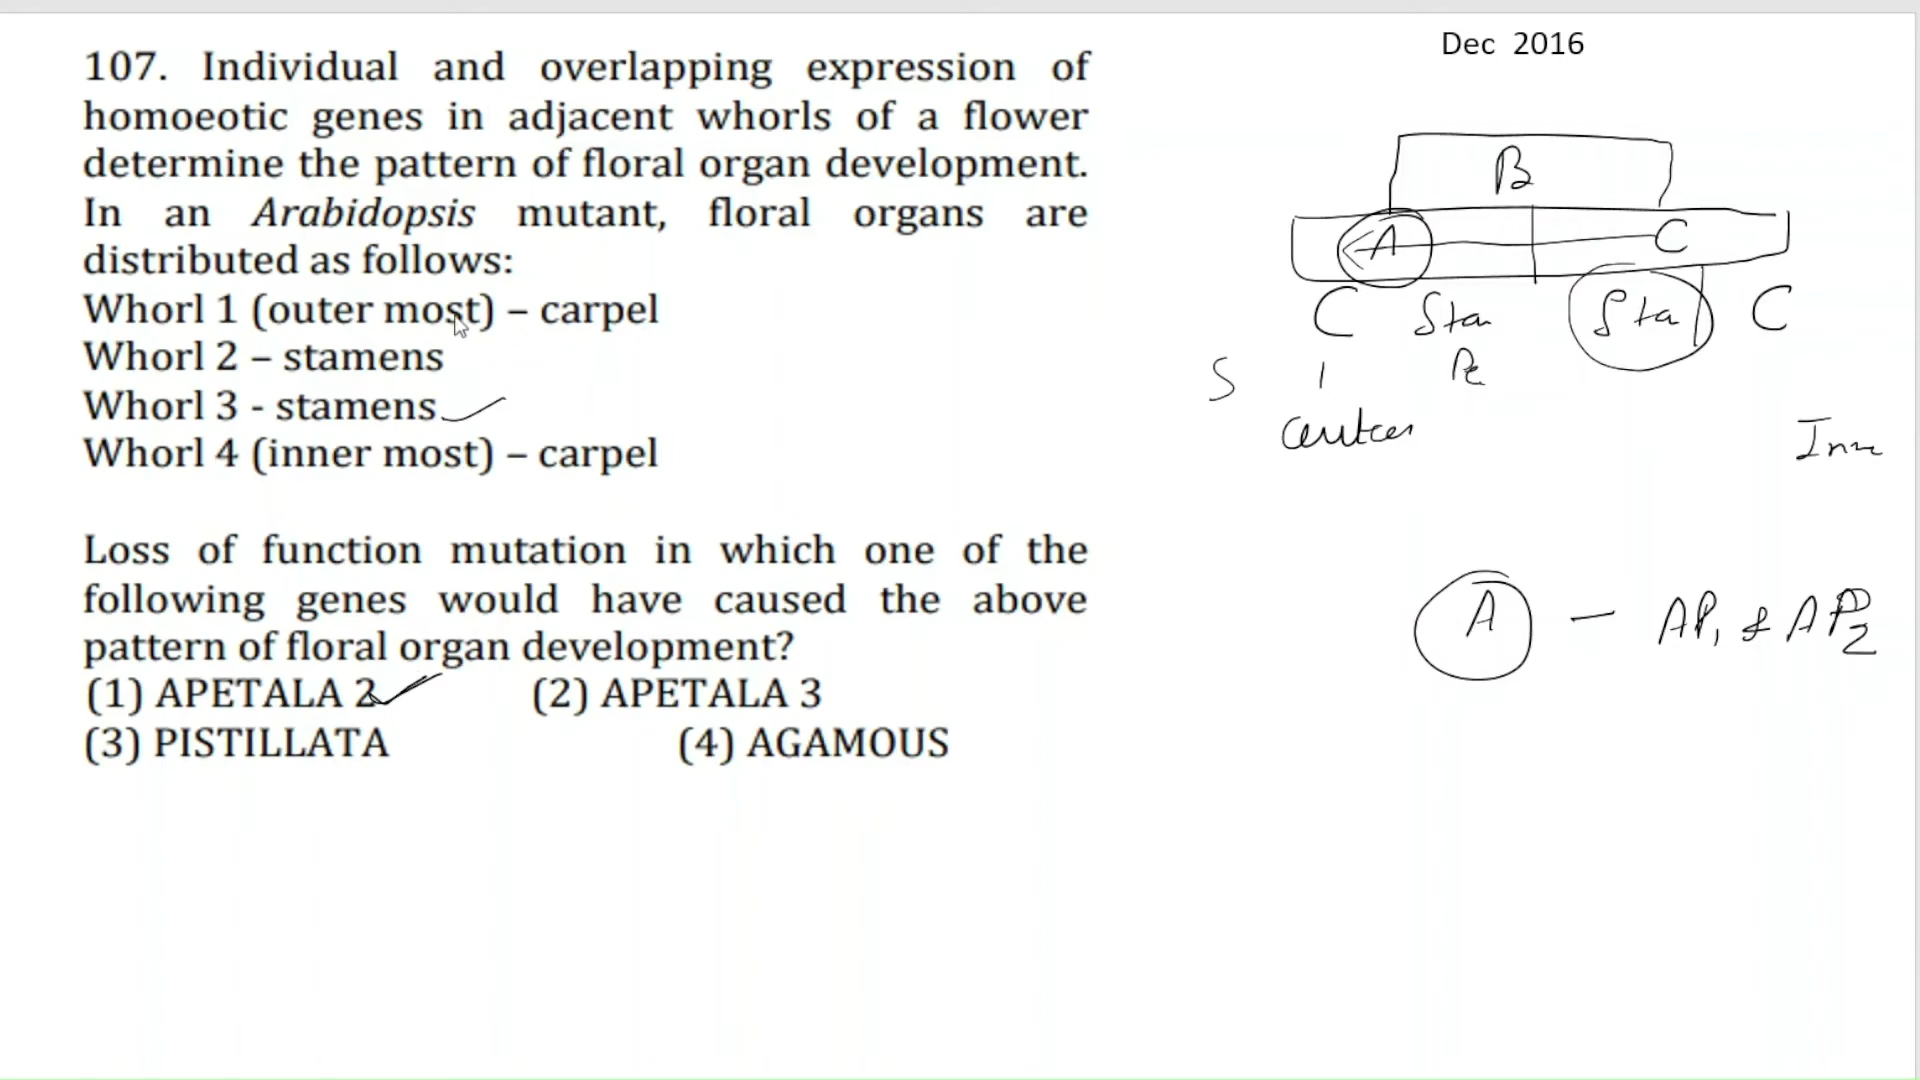 Dec 2016
107. Individual and overlapping expression of
homoeotic genes in adjacent whorls of a flower
determine the pattern of floral organ development.
In an Arabidopsis mutant, floral organs are
distributed as follows:
Whorl 1 (outer most) – carpel
Whorl 2 – stamens
Whorl 3 - stamens
Whorl 4 (inner most) – carpel
Loss of function mutation in which one of the
following genes would have caused the above
pattern of floral organ development?
(1) APETALA 2 (2) APETALA 3
(3) PISTILLATA (4) AGAMOUS
B
A C
C Sta Sta C
S 1 Pe
Inn
A – AP1 & AP2